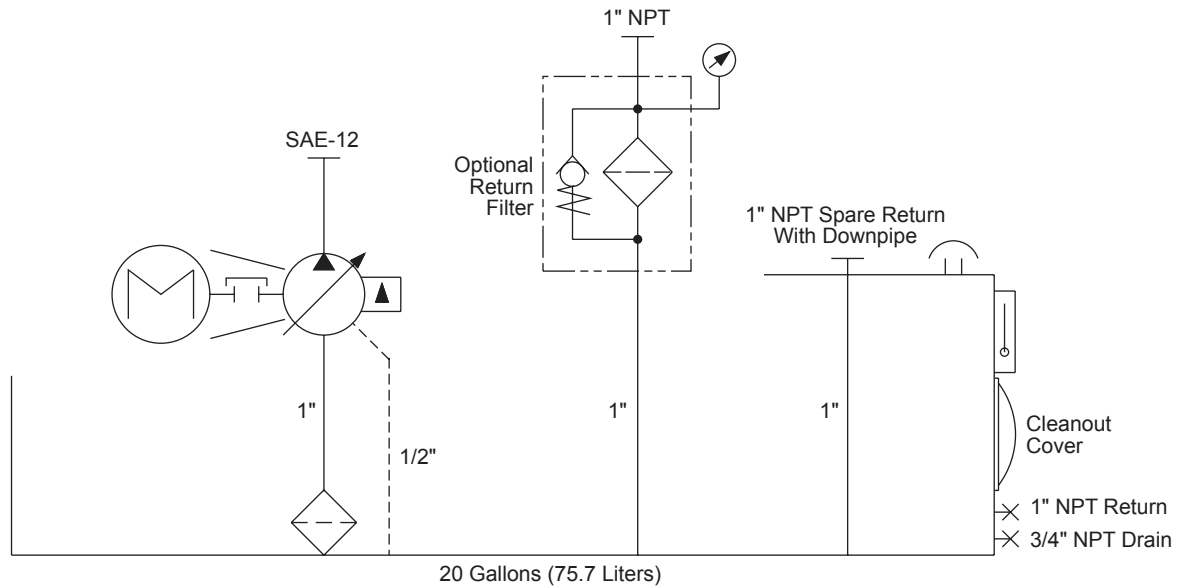 1" NPT
SAE-12
Optional
Return
Filter
1" NPT Spare Return
With Downpipe
M
1"
1/2"
1"
1"
Cleanout
Cover
1" NPT Return
3/4" NPT Drain
20 Gallons (75.7 Liters)